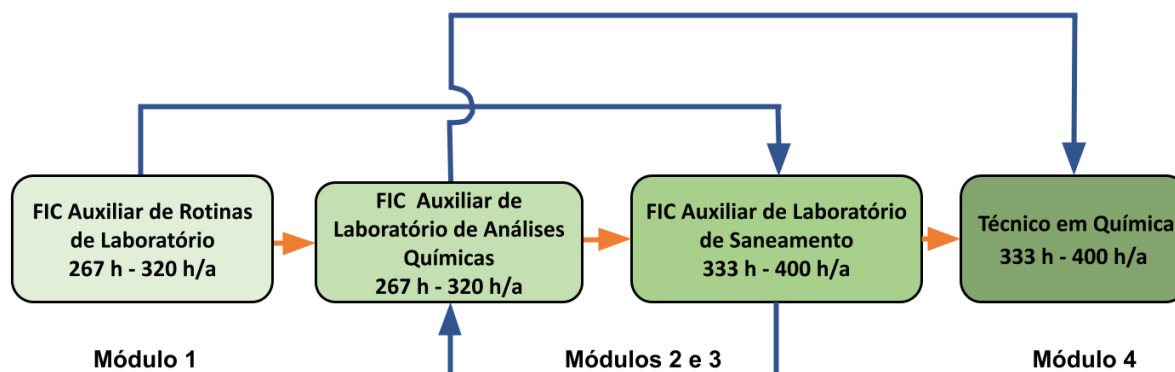 FIC Auxiliar de Rotinas
de Laboratório
267 h - 320 h/a
FIC Auxiliar de
Laboratório de Análises
Químicas
267 h - 320 h/a
FIC Auxiliar de Laboratório
de Saneamento
333 h - 400 h/a
Técnico em Química
333 h - 400 h/a
Módulo 1
Módulos 2 e 3
Módulo 4